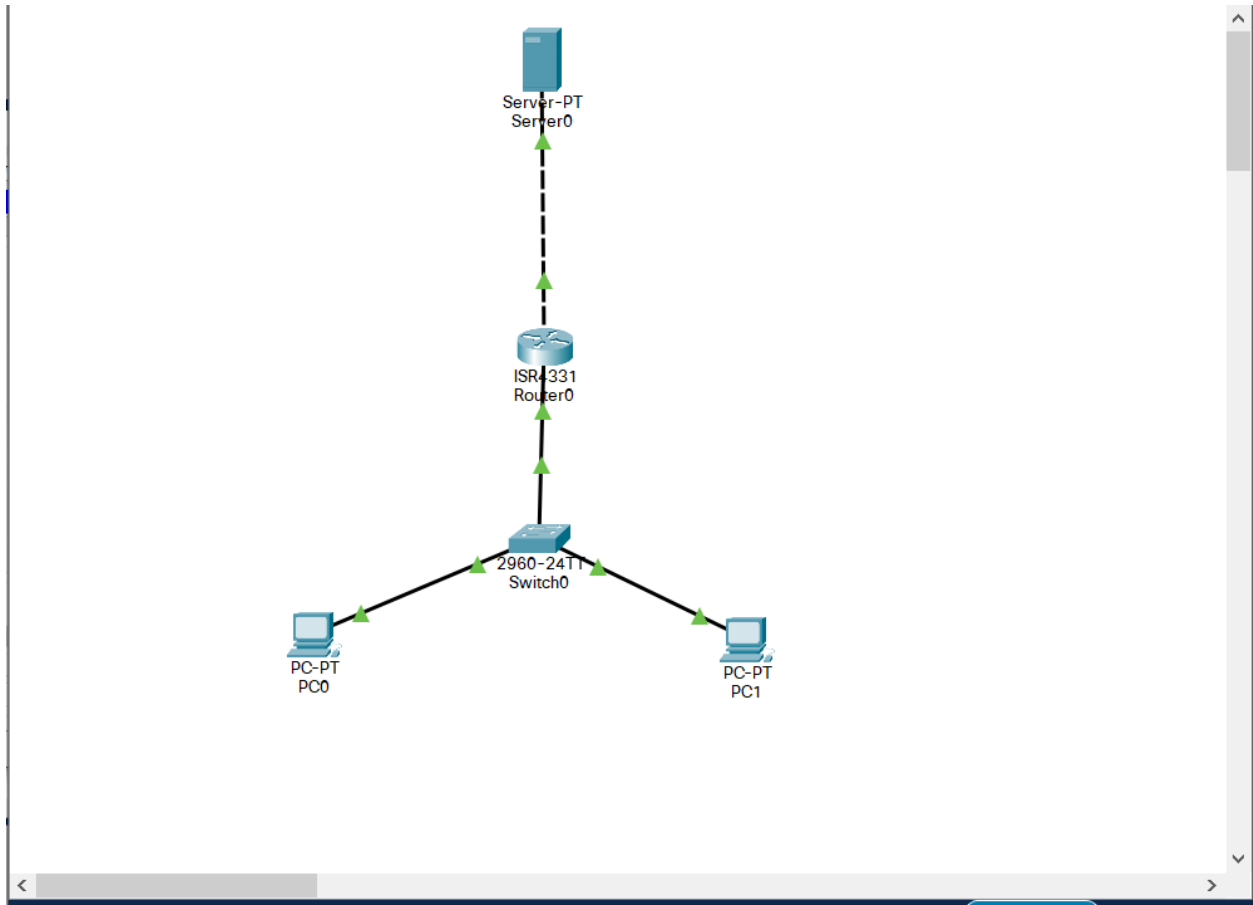 Server-PT
Server0
ISR4331
Router0
2960-24TT
Switch0
PC-PT
PC0
PC-PT
PC1